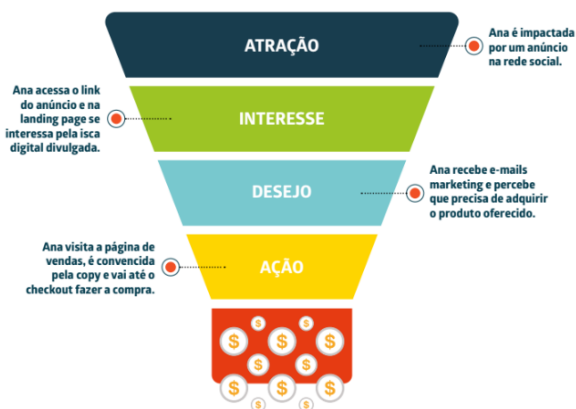 ATRAÇÃO
Ana é impactada
por um anúncio
na rede social.
Ana acessa o link
do anúncio e na
landing page se
interessa pela isca
digital divulgada.
INTERESSE
DESEJO
Ana recebe e-mails
marketing e percebe
que precisa de adquirir
o produto oferecido.
Ana visita a página de
vendas, é convencida
pela copy e vai até o
checkout fazer a compra.
AÇÃO
$ $
$ $ $
$ $
$ $ $
$ $